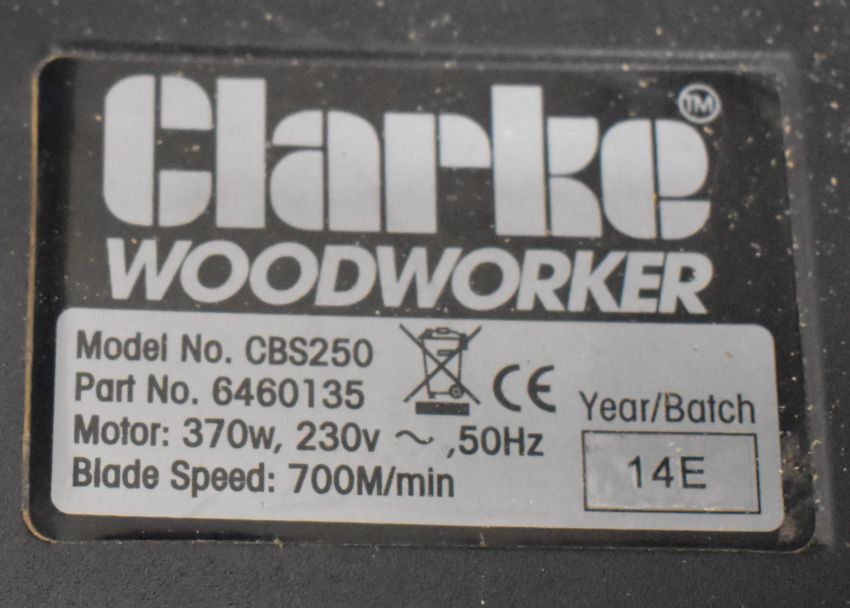 Clarke™
WOODWORKER
Model No. CBS250
Part No. 6460135
CE
Motor: 370w, 230v ～ ,50Hz
Blade Speed: 700M/min
Year/Batch
14E